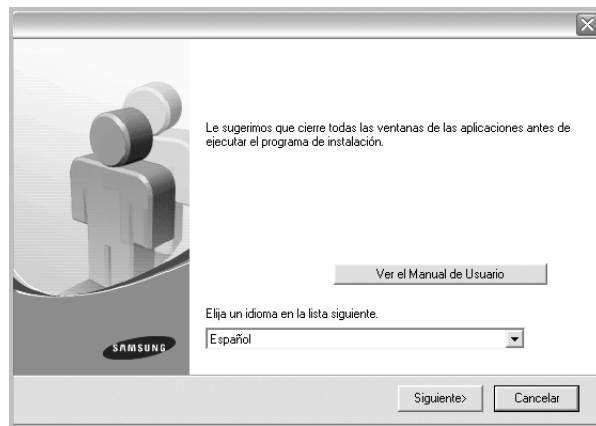 Le sugerimos que cierre todas las ventanas de las aplicaciones antes de
ejecutar el programa de instalación.
Ver el Manual de Usuario
Elija un idioma en la lista siguiente.
Español
SAMSUNG
Siguiente>
Cancelar